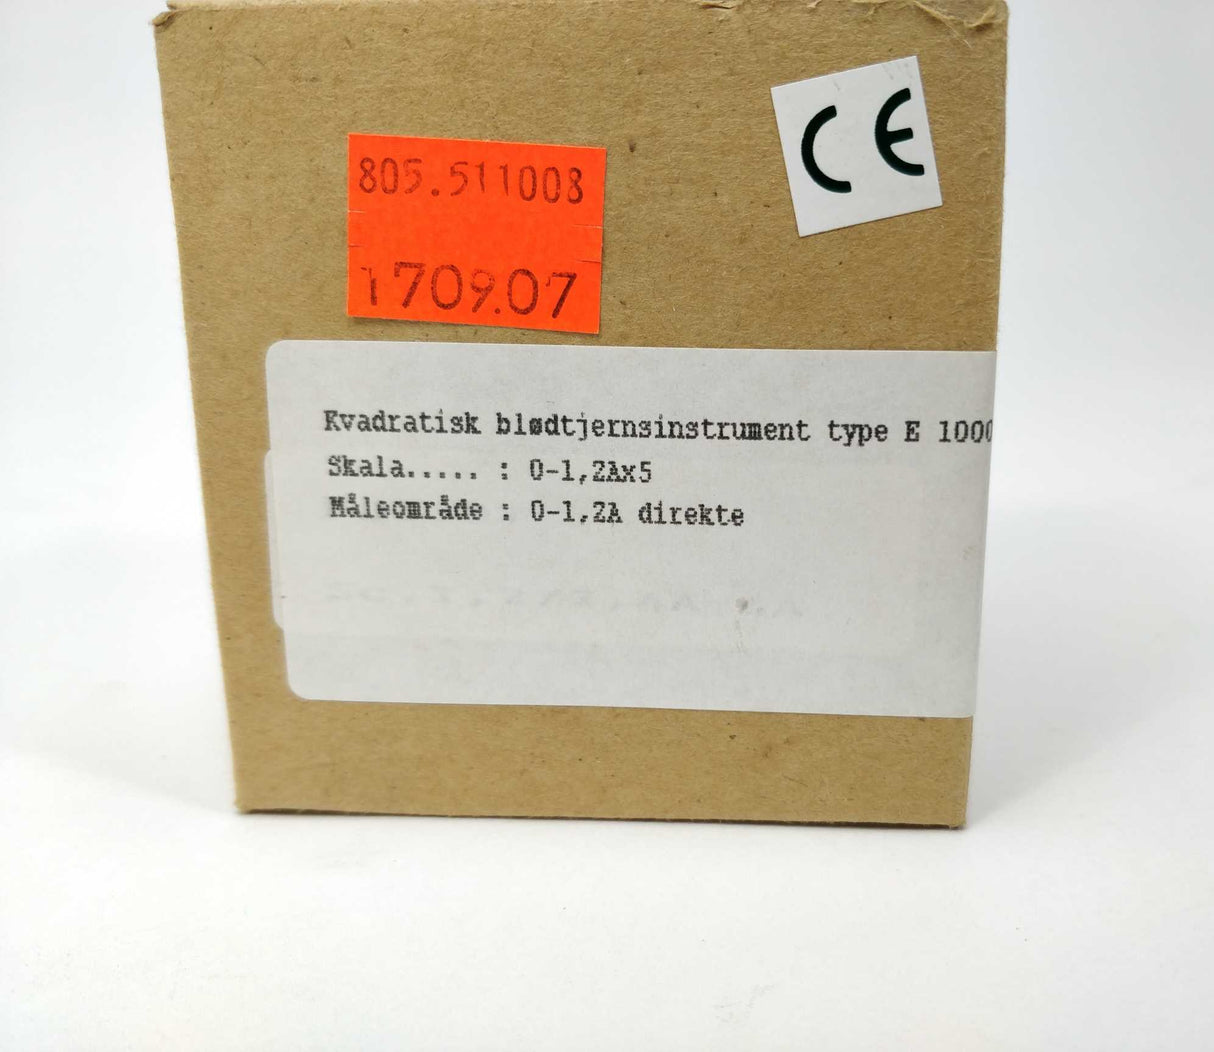 805.511008
1709.07
CE
Kvadratisk blødtjernsinstrument type E 1000
Skala..... : 0-1,2Ax5
Måleområde : 0-1,2A direkte